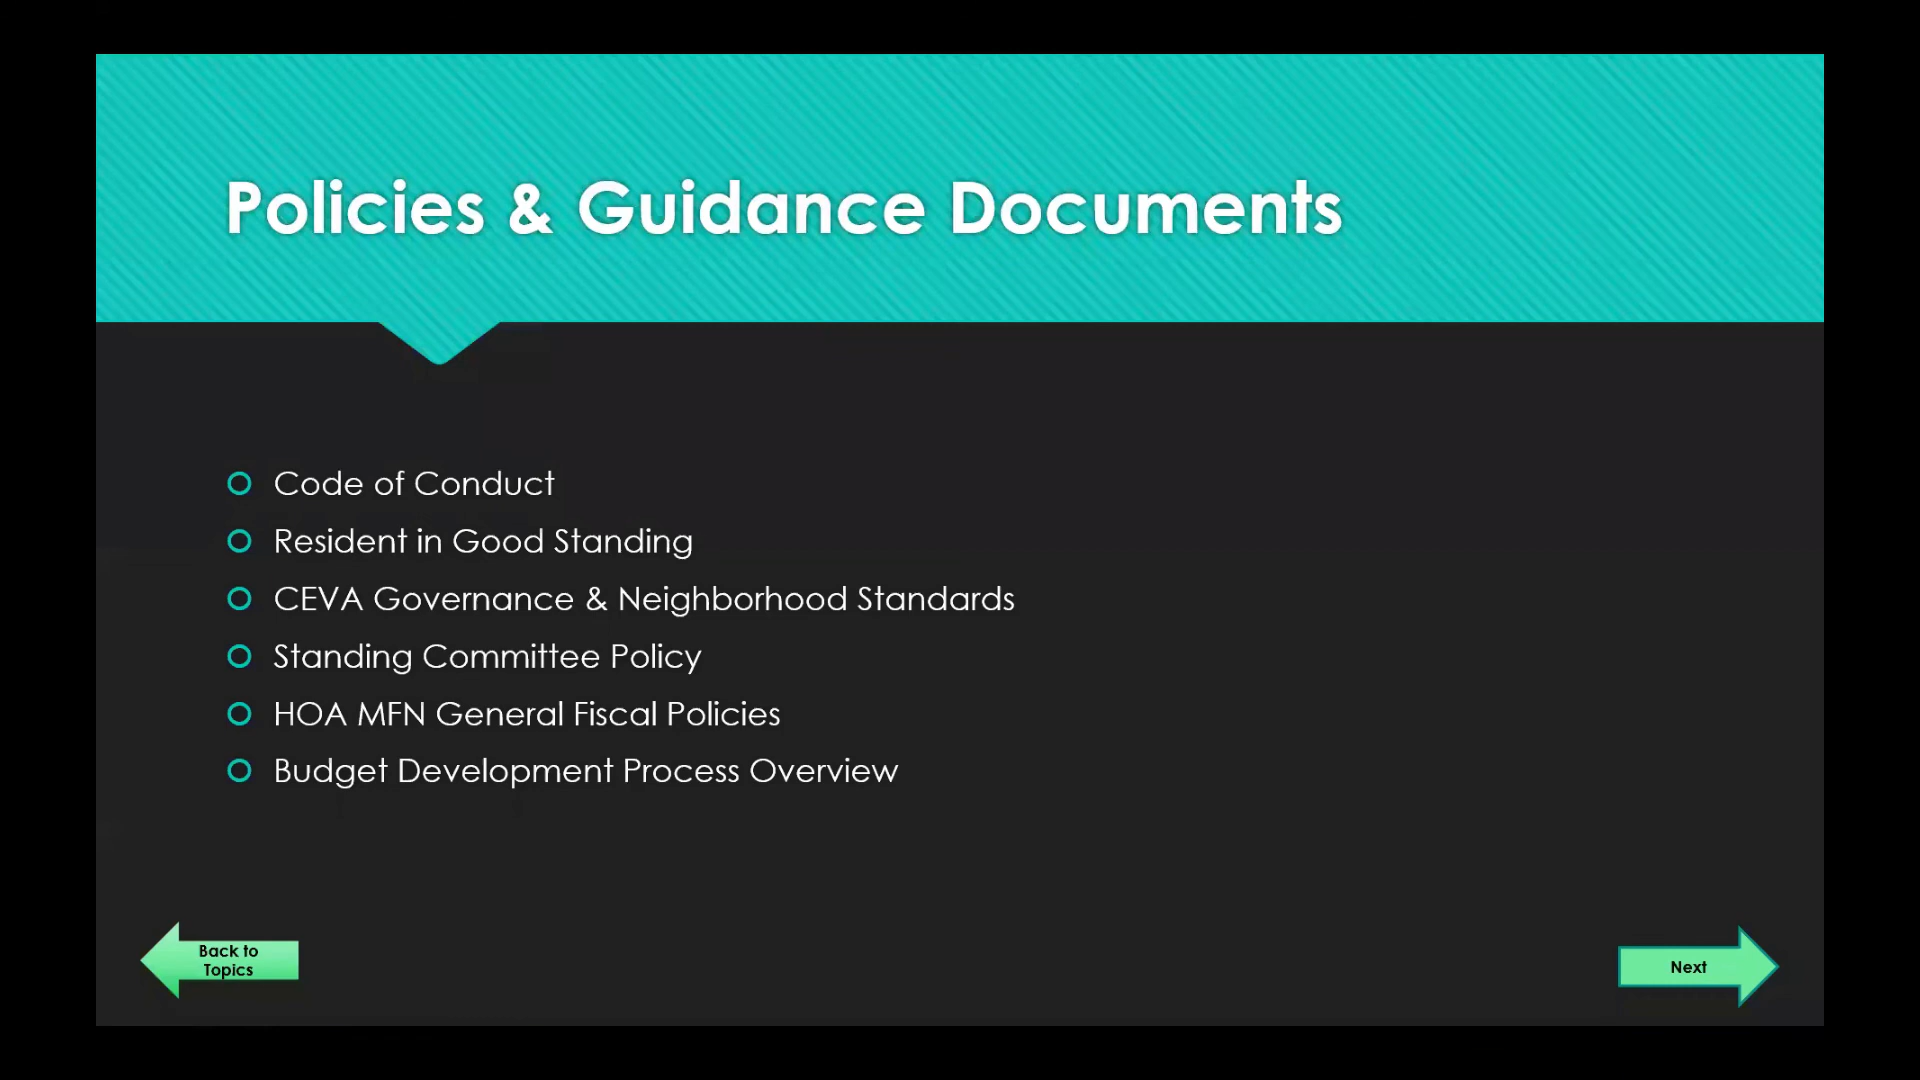 Policies & Guidance Documents
Code of Conduct
Resident in Good Standing
CEVA Governance & Neighborhood Standards
Standing Committee Policy
HOA MFN General Fiscal Policies
Budget Development Process Overview
Back to
Topics
Next